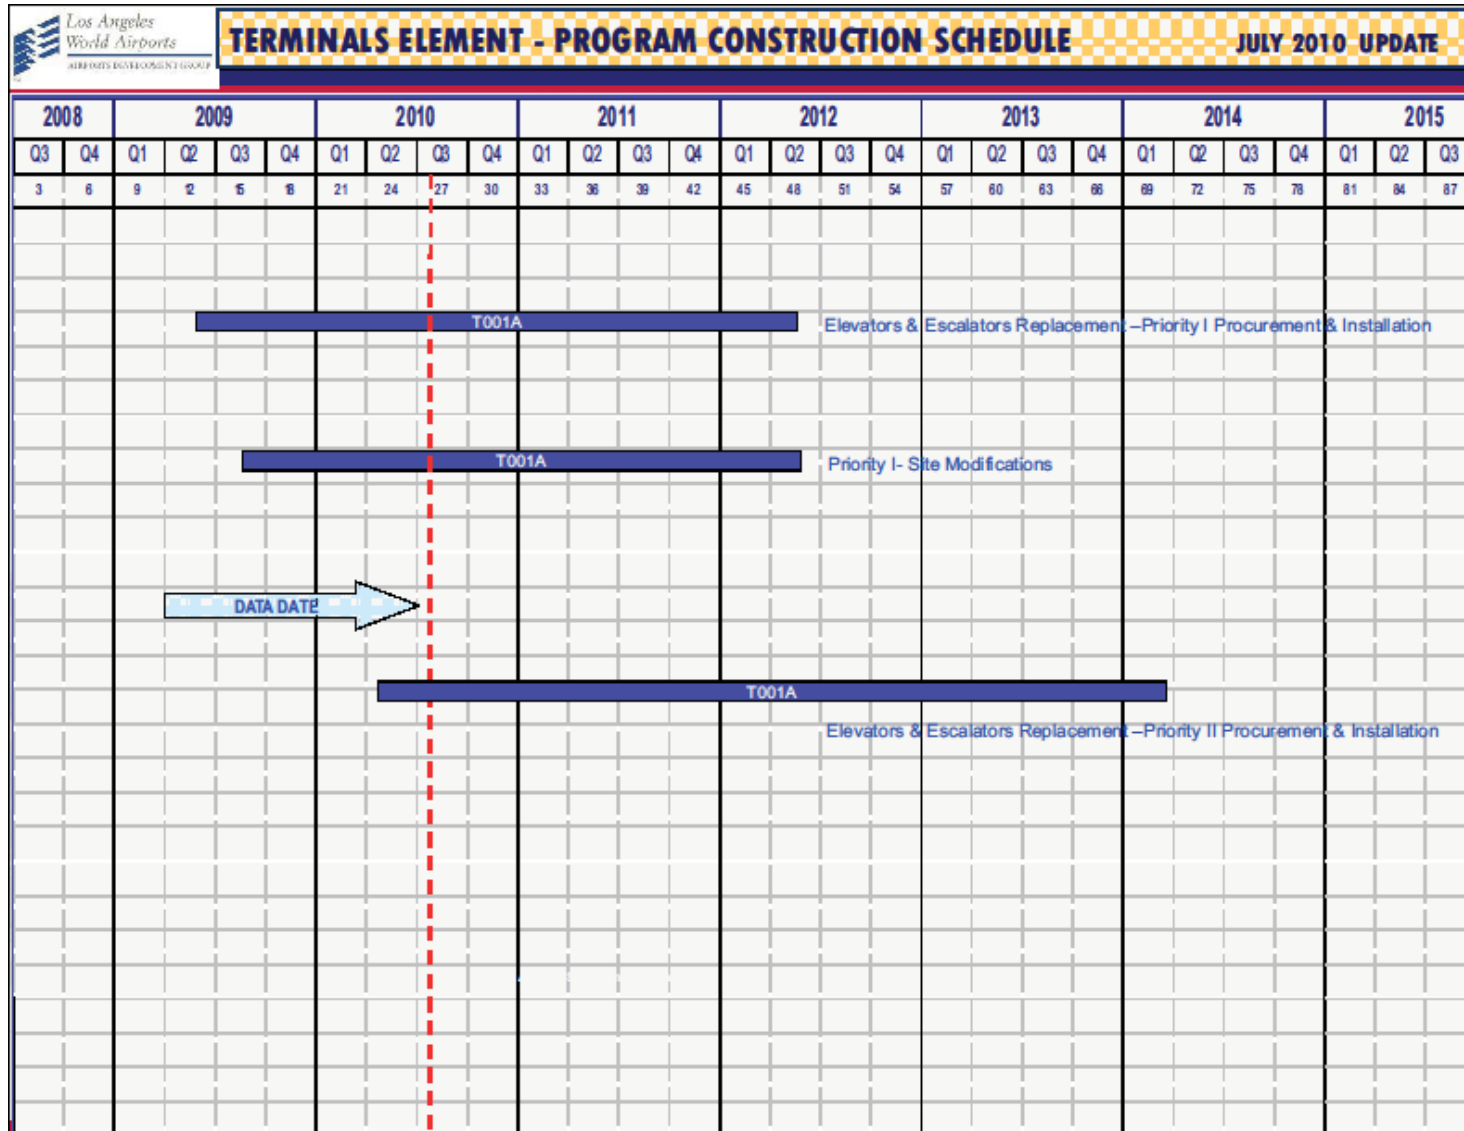 Los Angeles
World Airports
AIRPORTS DEVELOPMENT GROUP
TERMINALS ELEMENT - PROGRAM CONSTRUCTION SCHEDULE JULY 2010 UPDATE
2008 2009 2010 2011 2012 2013 2014 2015
Q3 Q4 Q1 Q2 Q3 Q4 Q1 Q2 Q3 Q4 Q1 Q2 Q3 Q4 Q1 Q2 Q3 Q4 Q1 Q2 Q3 Q4 Q1 Q2 Q3 Q4 Q1 Q2 Q3
3 6 9 12 15 18 21 24 27 30 33 36 39 42 45 48 51 54 57 60 63 66 69 72 75 78 81 84 87
T001A
Elevators & Escalators Replacement –Priority I Procurement & Installation
T001A
Priority I- Site Modifications
DATA DATE
T001A
Elevators & Escalators Replacement –Priority II Procurement & Installation